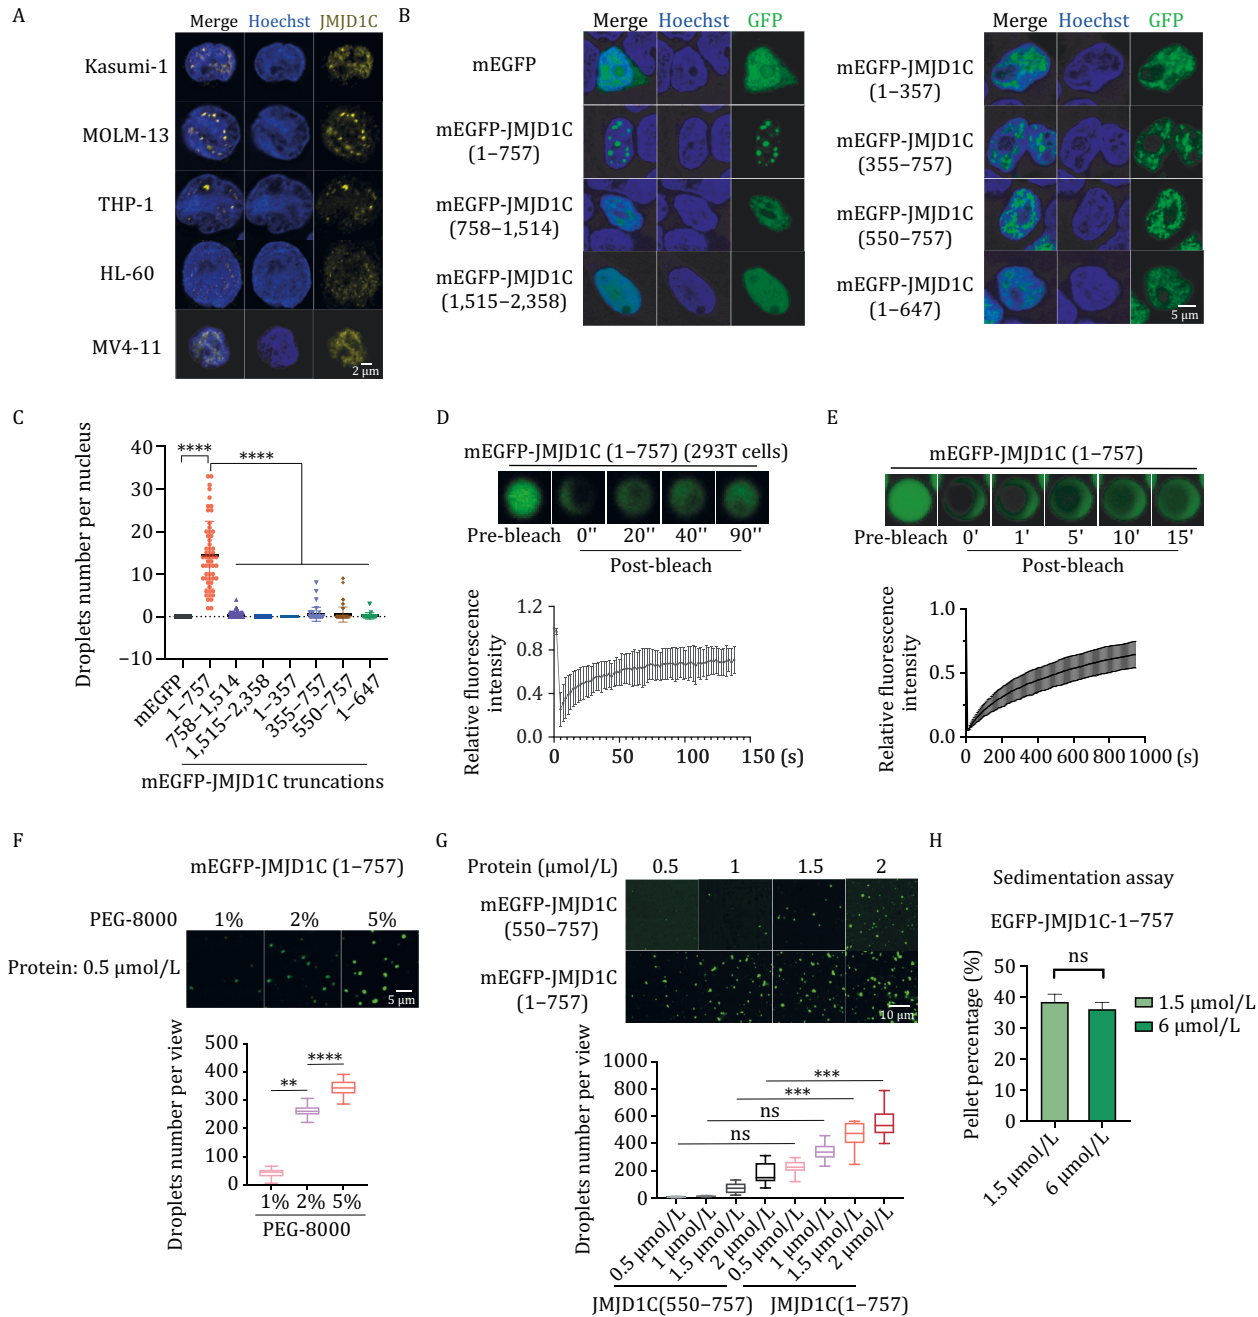 A
Merge Hoechst JMJD1C
Kasumi-1
MOLM-13
THP-1
HL-60
MV4-11
2 μm
B
Merge Hoechst GFP
mEGFP
mEGFP-JMJD1C
(1−757)
mEGFP-JMJD1C
(758−1,514)
mEGFP-JMJD1C
(1,515−2,358)
Merge Hoechst GFP
mEGFP-JMJD1C
(1−357)
mEGFP-JMJD1C
(355−757)
mEGFP-JMJD1C
(550−757)
mEGFP-JMJD1C
(1−647)
5 μm
C
Droplets number per nucleus
40
30
20
10
0
−10
**** ****
mEGFP
1−757
758−1,514
1,515−2,358
1−357
355−757
550−757
1−647
mEGFP-JMJD1C truncations
D
mEGFP-JMJD1C (1−757) (293T cells)
Pre-bleach 0'' 20'' 40'' 90''
Post-bleach
Relative fluorescence
intensity
1.2
0.8
0.4
0.0
0 50 100 150 (s)
E
mEGFP-JMJD1C (1−757)
Pre-bleach 0' 1' 5' 10' 15'
Post-bleach
Relative fluorescence
intensity
1.0
0.5
0.0
0 200 400 600 800 1000 (s)
F
mEGFP-JMJD1C (1−757)
PEG-8000 1% 2% 5%
Protein: 0.5 μmol/L
5 μm
Droplets number per view
500
400
300
200
100
0
** ****
1% 2% 5%
PEG-8000
G
Protein (μmol/L) 0.5 1 1.5 2
mEGFP-JMJD1C
(550−757)
mEGFP-JMJD1C
(1−757)
10 μm
Droplets number per view
1000
800
600
400
200
0
***
***
ns
ns
0.5 μmol/L
1 μmol/L
1.5 μmol/L
2 μmol/L
0.5 μmol/L
1 μmol/L
1.5 μmol/L
2 μmol/L
JMJD1C(550−757) JMJD1C(1−757)
H
Sedimentation assay
EGFP-JMJD1C-1−757
Pellet percentage (%)
50
40
30
20
10
0
ns
1.5 μmol/L
6 μmol/L
1.5 μmol/L
6 μmol/L